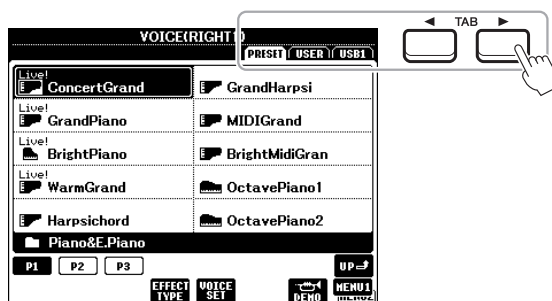 ◀ TAB ▶
VOICE(RIGHT1)
PRESET USER USB1
Live!
ConcertGrand GrandHarpsi
Live!
GrandPiano MIDIGrand
Live!
BrightPiano BrightMidiGran
Live!
WarmGrand OctavePiano1
Harpsichord OctavePiano2
Piano&E.Piano
P1 P2 P3 UP
EFFECT TYPE VOICE SET DEMO MENU1
MENU2